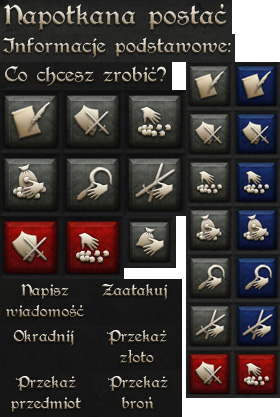 Napotkana postać
Informacje podstawowe:
Co chcesz zrobić?
Napisz wiadomość
Zaatakuj
Okradnij
Przekaż złoto
Przekaż przedmiot
Przekaż broń